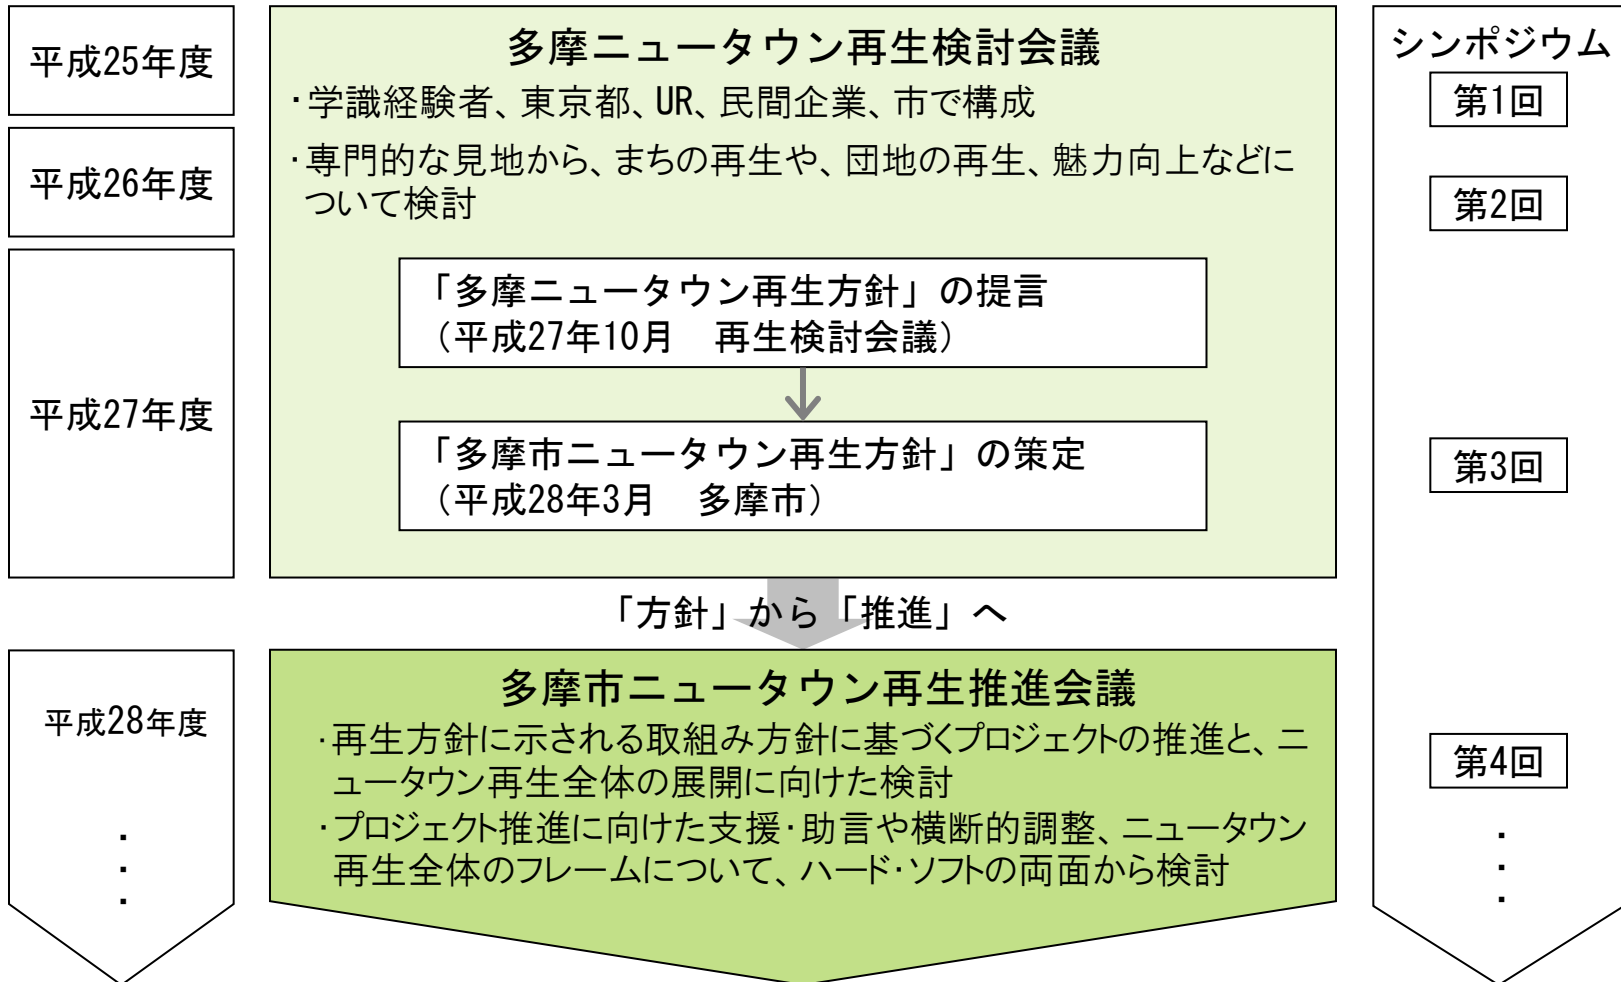 平成25年度
平成26年度
平成27年度
平成28年度
・
・
・
多摩ニュータウン再生検討会議
・学識経験者、東京都、UR、民間企業、市で構成
・専門的な見地から、まちの再生や、団地の再生、魅力向上などに
ついて検討
「多摩ニュータウン再生方針」の提言
（平成27年10月　再生検討会議）
「多摩市ニュータウン再生方針」の策定
（平成28年3月　多摩市）
「方針」から「推進」へ
多摩市ニュータウン再生推進会議
・再生方針に示される取組み方針に基づくプロジェクトの推進と、ニ
ュータウン再生全体の展開に向けた検討
・プロジェクト推進に向けた支援・助言や横断的調整、ニュータウン
再生全体のフレームについて、ハード・ソフトの両面から検討
シンポジウム
第1回
第2回
第3回
第4回
・
・
・